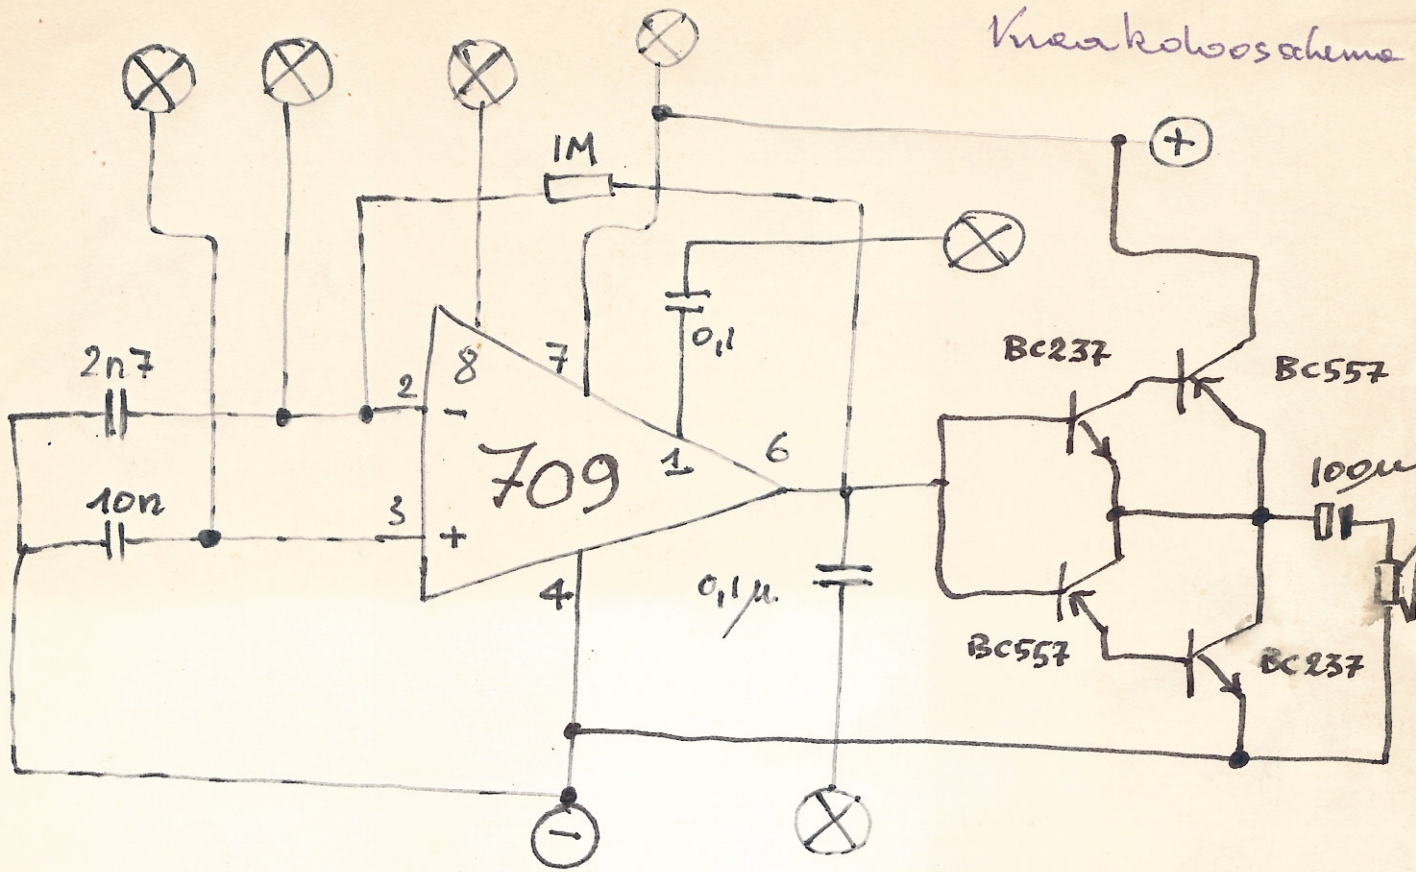 Kraakdoosschema
+
1M
BC237
BC557
0,1
2n7
2
-
8
7
1
6
709
100µ
10n
3
+
4
0,1µ
BC557
BC237
-